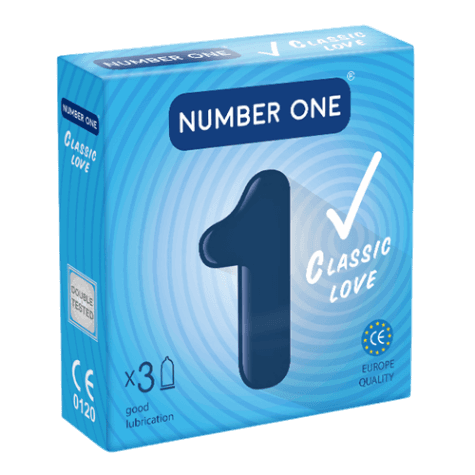 NUMBER ONE
✓ CLASSIC
LOVE
NUMBER ONE
®
CLASSIC
LOVE
DOUBLE
TESTED
CE
0120
1
CLASSIC
LOVE
x3
good
lubrication
CE
EUROPE
QUALITY
NUMBER ONE